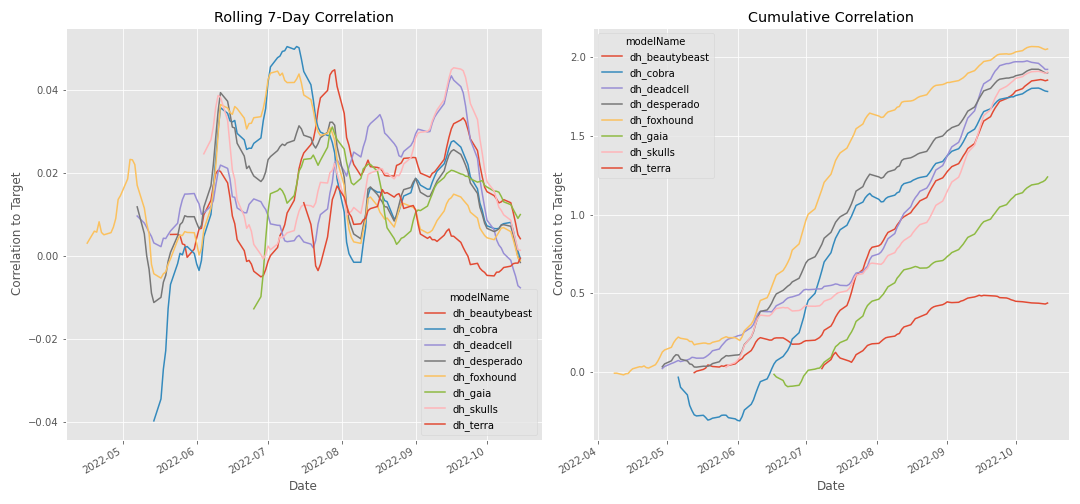 Rolling 7-Day Correlation
Correlation to Target
0.04
0.02
0.00
−0.02
−0.04
2022-05
2022-06
2022-07
2022-08
2022-09
2022-10
Date
modelName
dh_beautybeast
dh_cobra
dh_deadcell
dh_desperado
dh_foxhound
dh_gaia
dh_skulls
dh_terra
Cumulative Correlation
Correlation to Target
2.0
1.5
1.0
0.5
0.0
2022-04
2022-05
2022-06
2022-07
2022-08
2022-09
2022-10
Date
modelName
dh_beautybeast
dh_cobra
dh_deadcell
dh_desperado
dh_foxhound
dh_gaia
dh_skulls
dh_terra